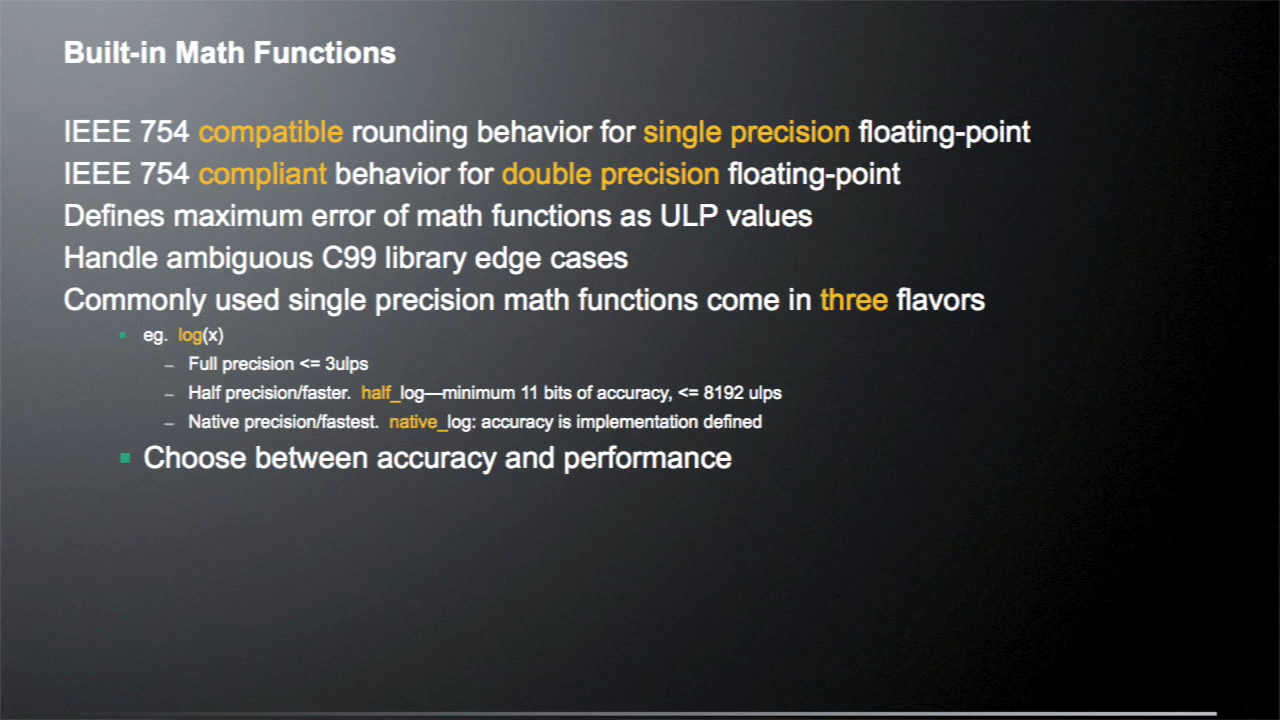 Built-in Math Functions
IEEE 754 compatible rounding behavior for single precision floating-point
IEEE 754 compliant behavior for double precision floating-point
Defines maximum error of math functions as ULP values
Handle ambiguous C99 library edge cases
Commonly used single precision math functions come in three flavors
eg. log(x)
– Full precision <= 3ulps
– Half precision/faster. half_log—minimum 11 bits of accuracy, <= 8192 ulps
– Native precision/fastest. native_log: accuracy is implementation defined
Choose between accuracy and performance